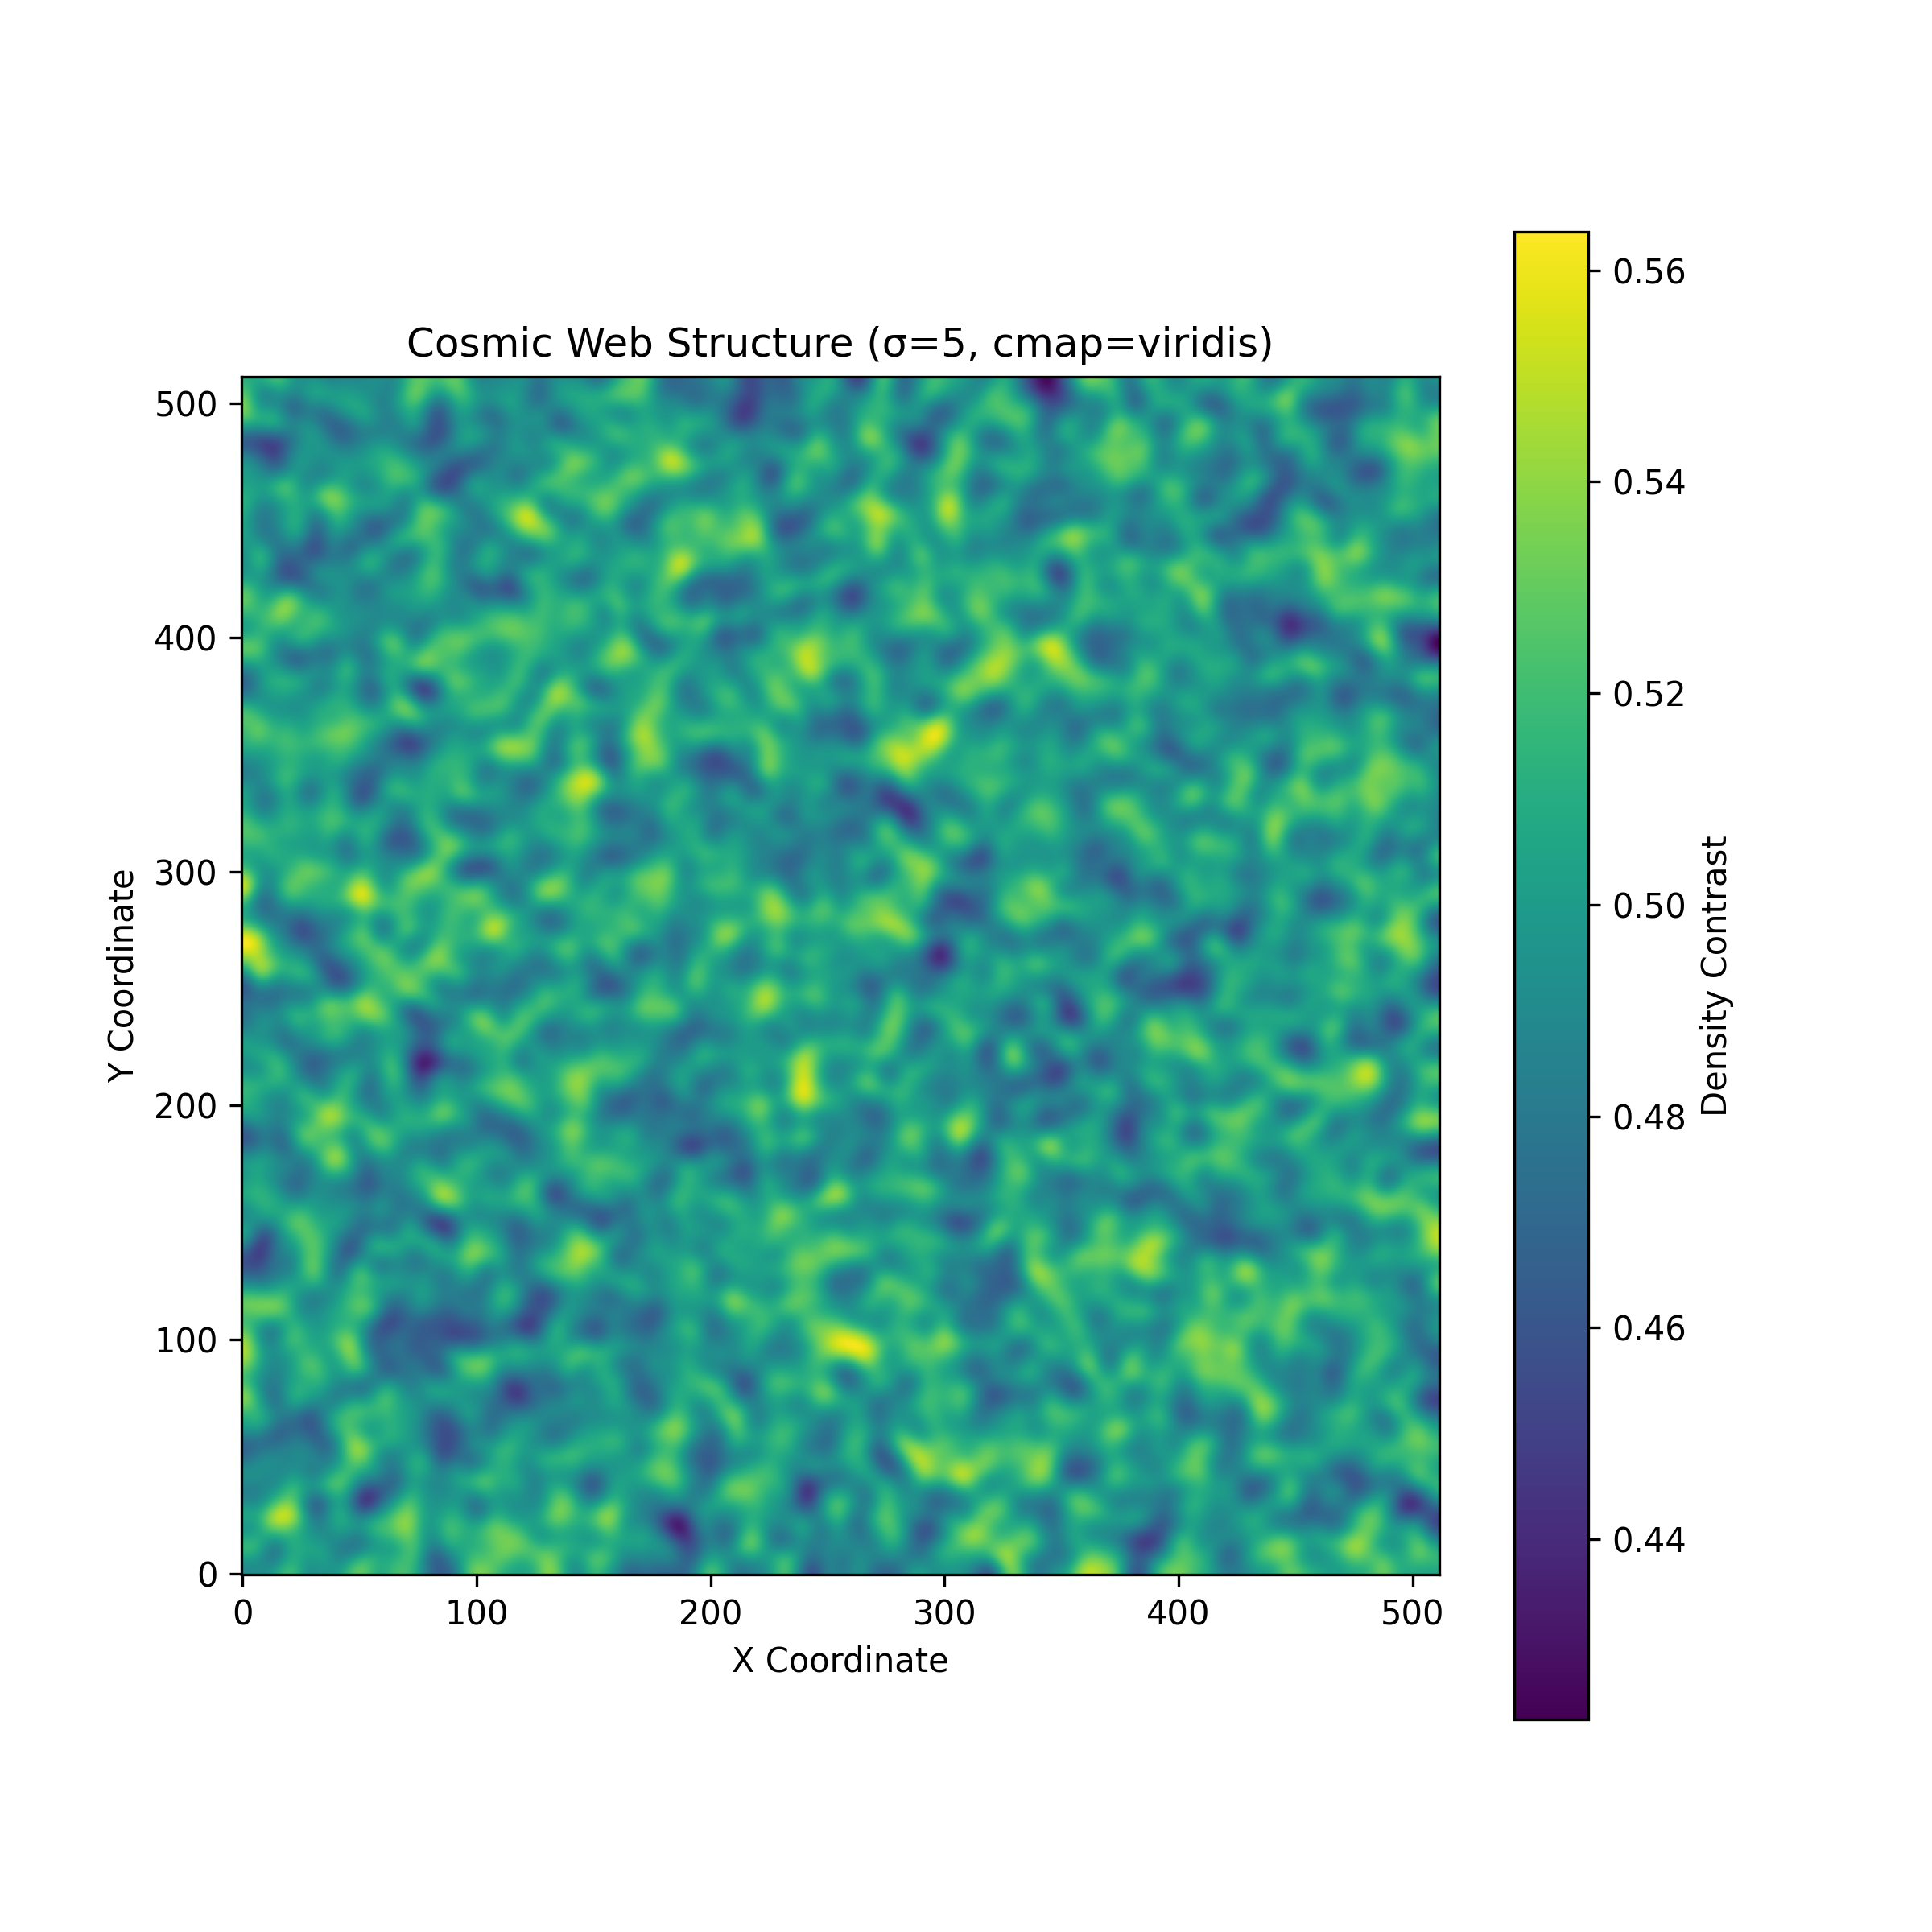 Cosmic Web Structure (σ=5, cmap=viridis)
500
400
300
200
100
0
Y Coordinate
0 100 200 300 400 500
X Coordinate
0.56
0.54
0.52
0.50
0.48
0.46
0.44
Density Contrast